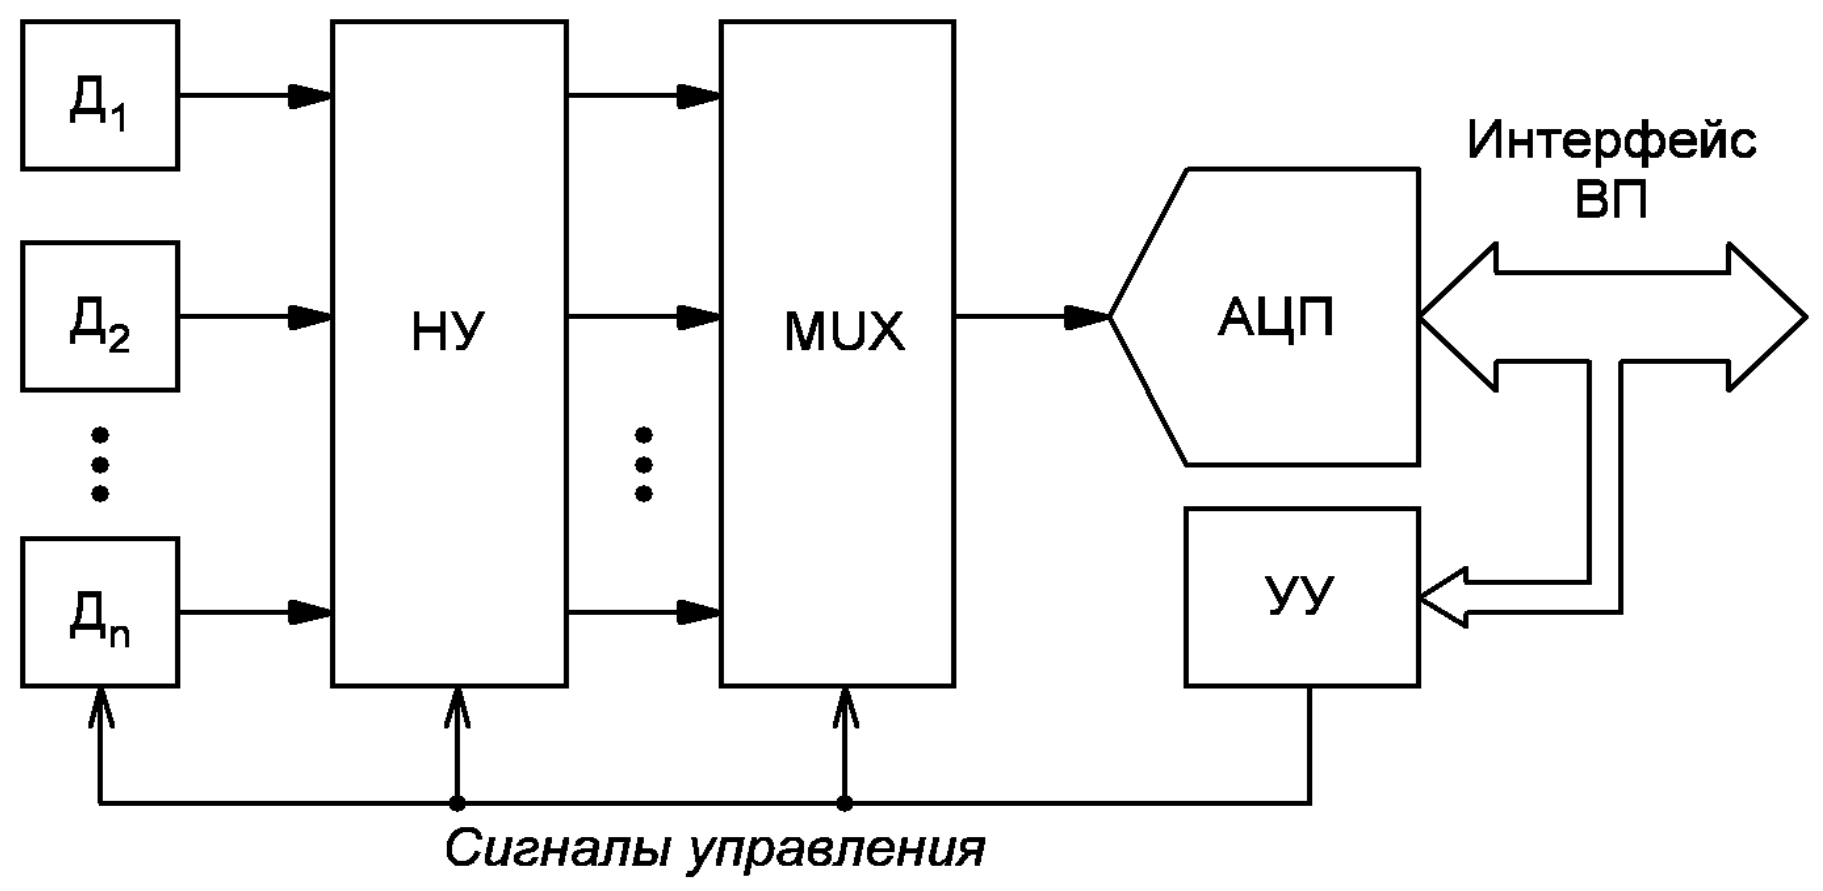 Д1
Д2
Дn
НУ
MUX
АЦП
Интерфейс
ВП
УУ
Сигналы управления